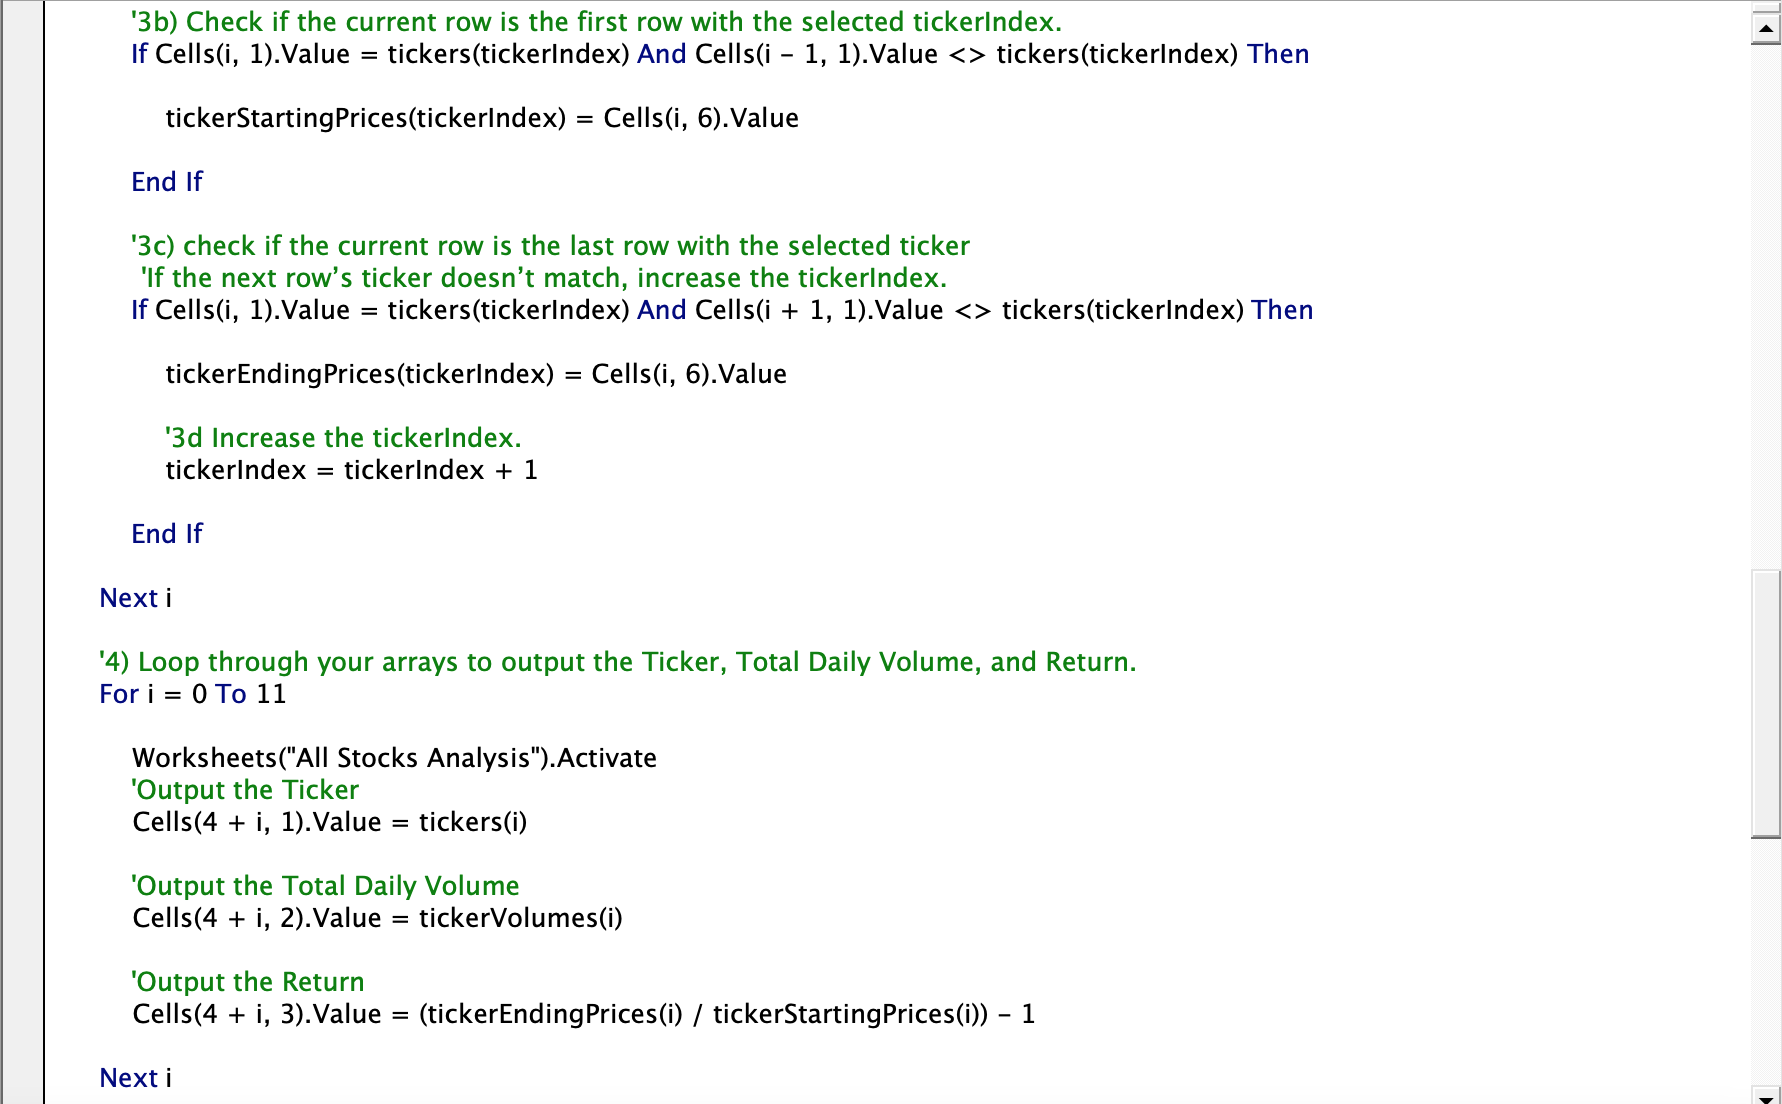 '3b) Check if the current row is the first row with the selected tickerIndex.
If Cells(i, 1).Value = tickers(tickerIndex) And Cells(i - 1, 1).Value <> tickers(tickerIndex) Then
tickerStartingPrices(tickerIndex) = Cells(i, 6).Value
End If
'3c) check if the current row is the last row with the selected ticker
'If the next row’s ticker doesn’t match, increase the tickerIndex.
If Cells(i, 1).Value = tickers(tickerIndex) And Cells(i + 1, 1).Value <> tickers(tickerIndex) Then
tickerEndingPrices(tickerIndex) = Cells(i, 6).Value
'3d Increase the tickerIndex.
tickerIndex = tickerIndex + 1
End If
Next i
'4) Loop through your arrays to output the Ticker, Total Daily Volume, and Return.
For i = 0 To 11
Worksheets("All Stocks Analysis").Activate
'Output the Ticker
Cells(4 + i, 1).Value = tickers(i)
'Output the Total Daily Volume
Cells(4 + i, 2).Value = tickerVolumes(i)
'Output the Return
Cells(4 + i, 3).Value = (tickerEndingPrices(i) / tickerStartingPrices(i)) - 1
Next i